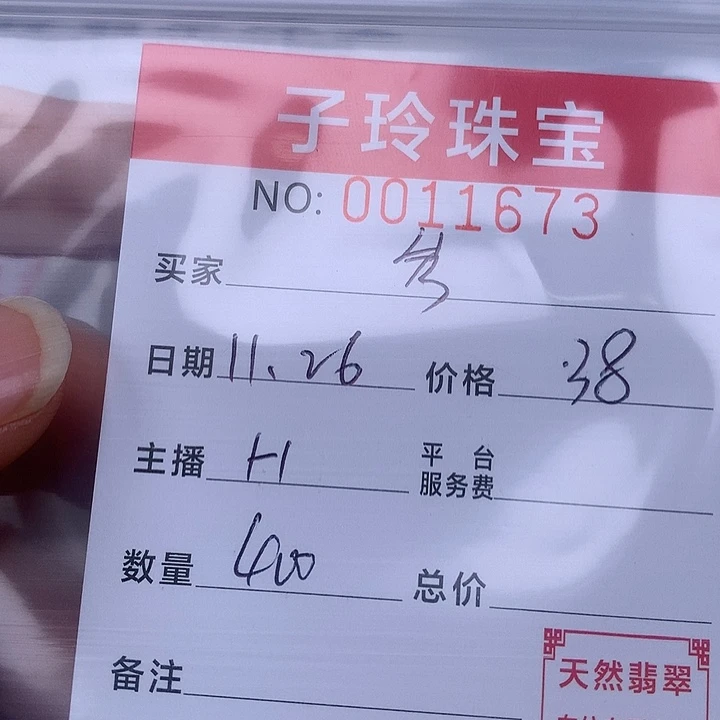 子玲珠宝
NO: 0011673
买家
日期 11.26 价格 38
主播 H 平台服务费
数量 400 总价
备注
天然翡翠